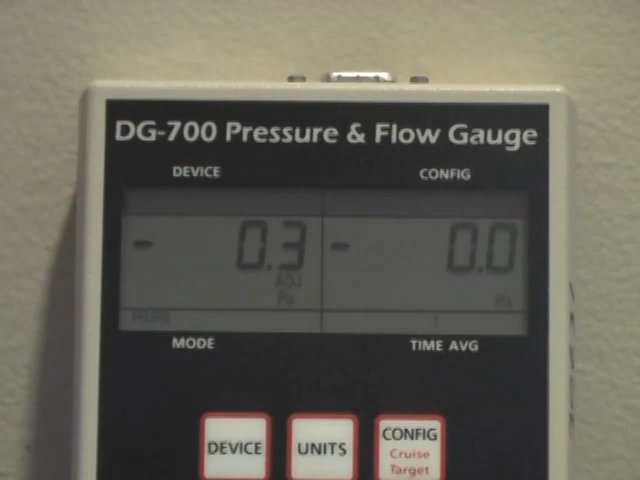 DG-700 Pressure & Flow Gauge
DEVICE CONFIG
- 0.3 - 0.0
ADJ
Pa Pa
MODE TIME AVG
DEVICE UNITS CONFIG
Cruise
Target